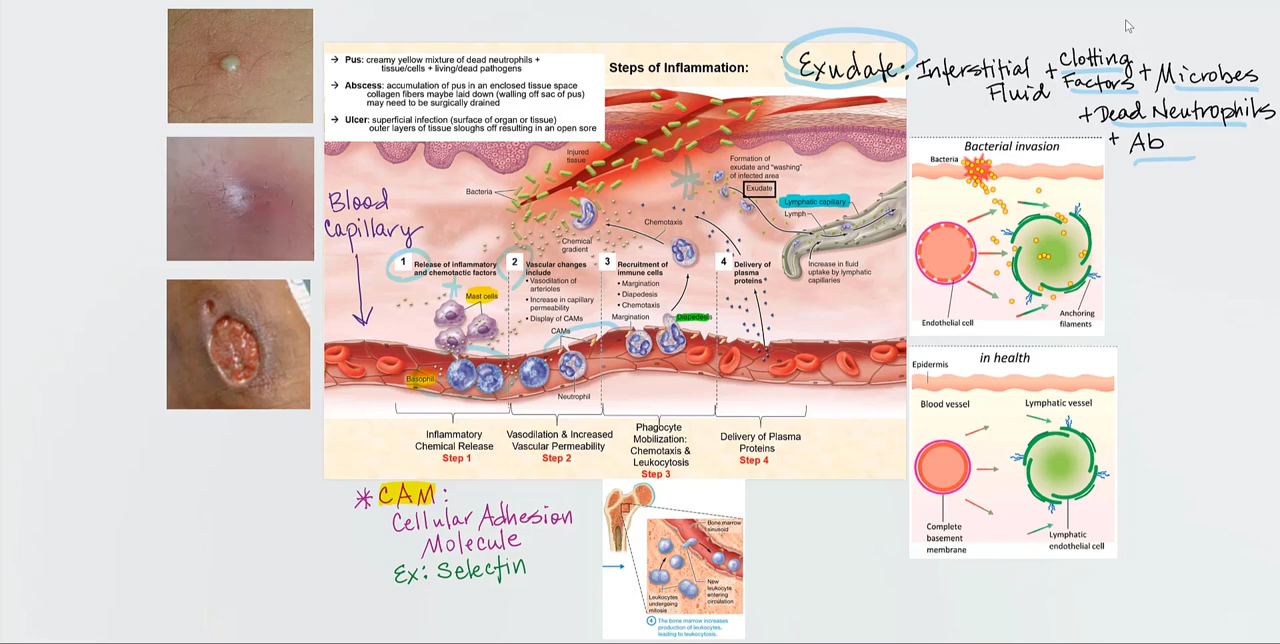 → Pus: creamy yellow mixture of dead neutrophils +
tissue/cells + living/dead pathogens
→ Abscess: accumulation of pus in an enclosed tissue space
collagen fibers maybe laid down (walling off sac of pus)
may need to be surgically drained
→ Ulcer: superficial infection (surface of organ or tissue)
outer layers of tissue sloughs off resulting in an open sore
Steps of Inflammation:
Exudate: Interstitial + Clotting + Microbes
Fluid Factors
+ Dead Neutrophils
+ Ab
Injured
tissue
Bacteria
Formation of
exudate and "washing"
of infected area
Exudate
Lymphatic capillary
Lymph
Chemotaxis
Chemical
gradient
Blood
Capillary
1 Release of inflammatory
and chemotactic factors
Mast cells
Basophil
2 Vascular changes
include
• Vasodilation of
arterioles
• Increase in capillary
permeability
• Display of CAMs
CAMs
Neutrophil
3 Recruitment of
immune cells
• Margination
• Diapedesis
• Chemotaxis
Margination
Diapedesis
4 Delivery of
plasma
proteins*
Increase in fluid
uptake by lymphatic
capillaries
Inflammatory
Chemical Release
Step 1
Vasodilation & Increased
Vascular Permeability
Step 2
Phagocyte
Mobilization:
Chemotaxis &
Leukocytosis
Step 3
Delivery of Plasma
Proteins
Step 4
* CAM:
Cellular Adhesion
Molecule
Ex: Selectin
Bone marrow
sinusoid
New
leukocyte
entering
circulation
Leukocytes
undergoing
mitosis
4 The bone marrow increases
production of leukocytes,
leading to leukocytosis.
Bacterial invasion
Bacteria
Endothelial cell
Anchoring
filaments
in health
Epidermis
Blood vessel
Lymphatic vessel
Complete
basement
membrane
Lymphatic
endothelial cell